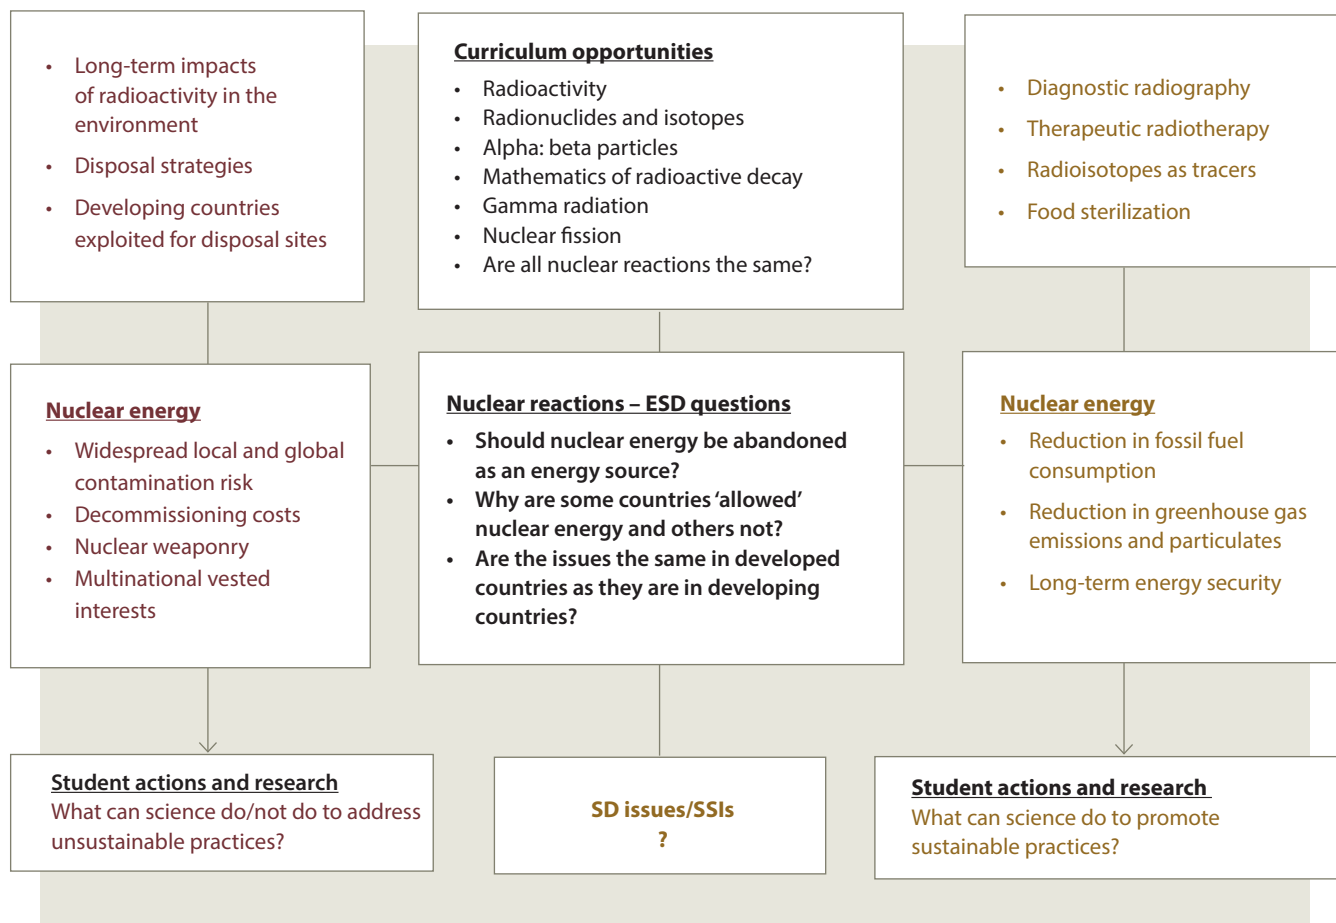 • Long-term impacts
of radioactivity in the
environment
• Disposal strategies
• Developing countries
exploited for disposal sites
Curriculum opportunities
• Radioactivity
• Radionuclides and isotopes
• Alpha: beta particles
• Mathematics of radioactive decay
• Gamma radiation
• Nuclear fission
• Are all nuclear reactions the same?
• Diagnostic radiography
• Therapeutic radiotherapy
• Radioisotopes as tracers
• Food sterilization
Nuclear energy
• Widespread local and global
contamination risk
• Decommissioning costs
• Nuclear weaponry
• Multinational vested
interests
Nuclear reactions – ESD questions
• Should nuclear energy be abandoned
as an energy source?
• Why are some countries ‘allowed’
nuclear energy and others not?
• Are the issues the same in developed
countries as they are in developing
countries?
Nuclear energy
• Reduction in fossil fuel
consumption
• Reduction in greenhouse gas
emissions and particulates
• Long-term energy security
Student actions and research
What can science do/not do to address
unsustainable practices?
SD issues/SSIs
?
Student actions and research
What can science do to promote
sustainable practices?